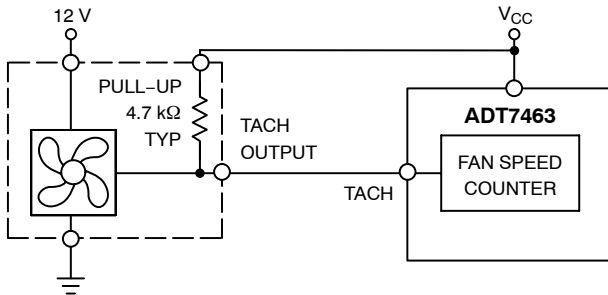 12 V
VCC
PULL–UP
4.7 kΩ
TYP
TACH
OUTPUT
TACH
ADT7463
FAN SPEED
COUNTER